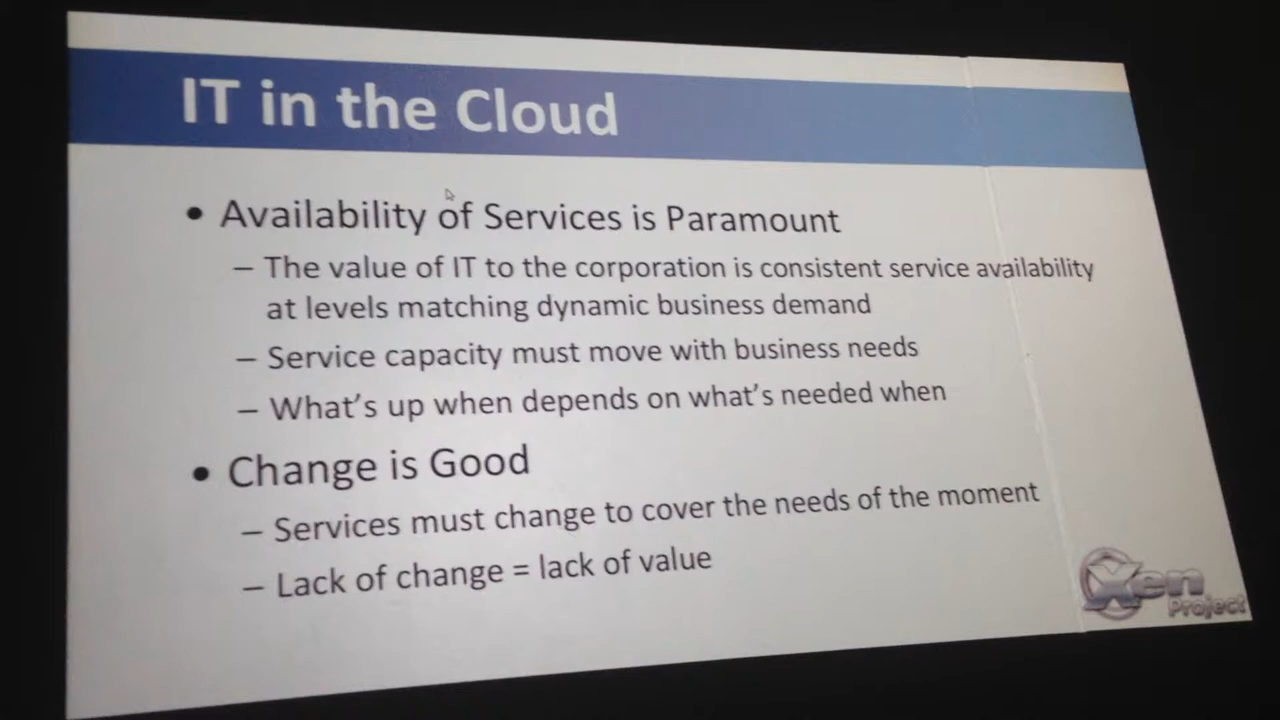 IT in the Cloud
• Availability of Services is Paramount
– The value of IT to the corporation is consistent service availability
at levels matching dynamic business demand
– Service capacity must move with business needs
– What's up when depends on what's needed when
• Change is Good
– Services must change to cover the needs of the moment
– Lack of change = lack of value
Xen
Project